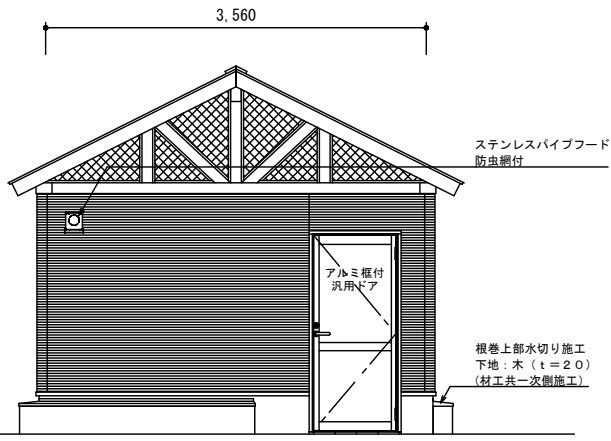 3,560
ステンレスパイプフード
防虫網付
アルミ框付
汎用ドア
根巻上部水切り施工
下地：木（ｔ＝２０）
(材工共一次側施工)